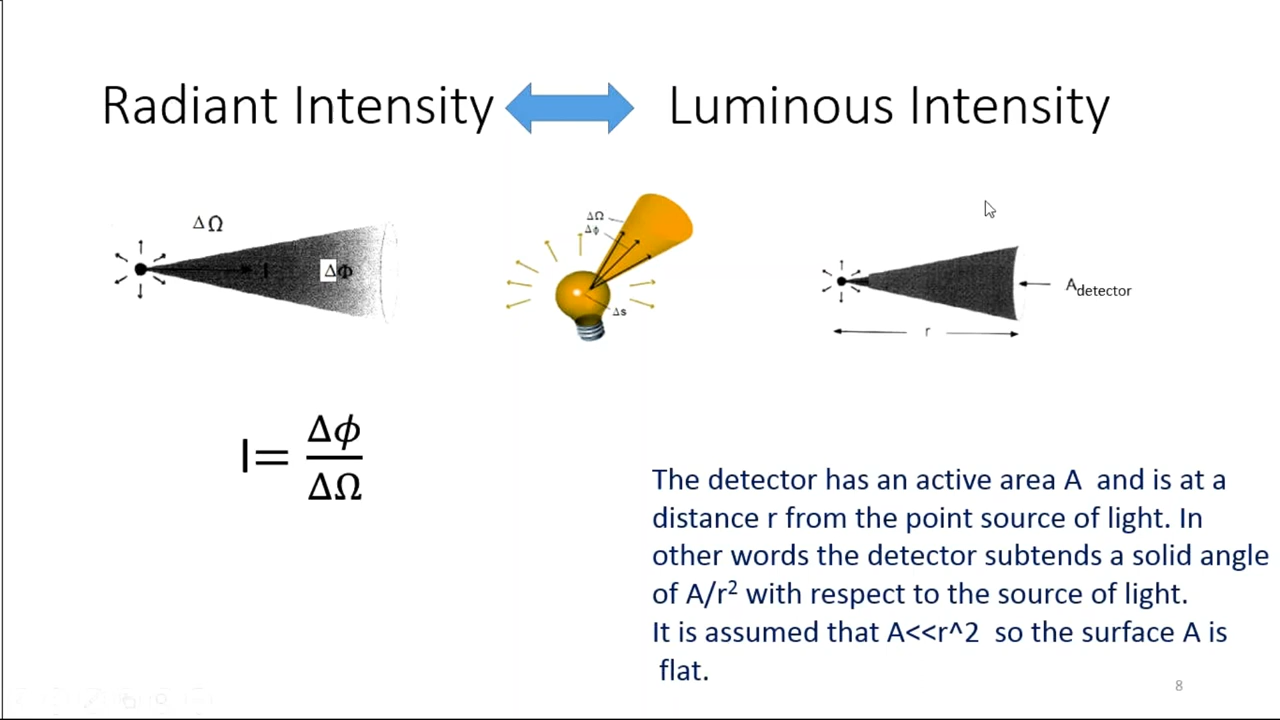 Radiant Intensity
Luminous Intensity
ΔΩ
I
ΔΦ
ΔΩ
Δϕ
Δs
A detector
r
I= Δϕ/ΔΩ
The detector has an active area A and is at a
distance r from the point source of light. In
other words the detector subtends a solid angle
of A/r² with respect to the source of light.
It is assumed that A<<r^2 so the surface A is
flat.
8